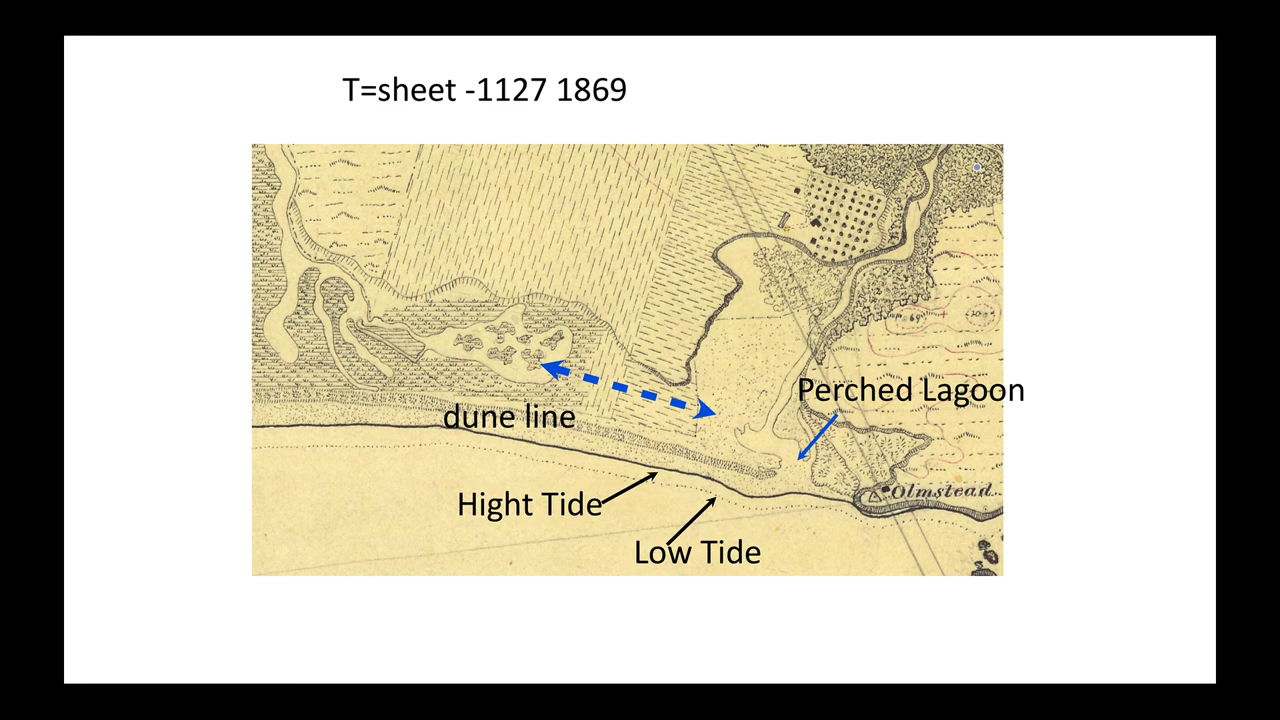 T=sheet -1127 1869
Perched Lagoon
dune line
Olmstead.
Hight Tide
Low Tide